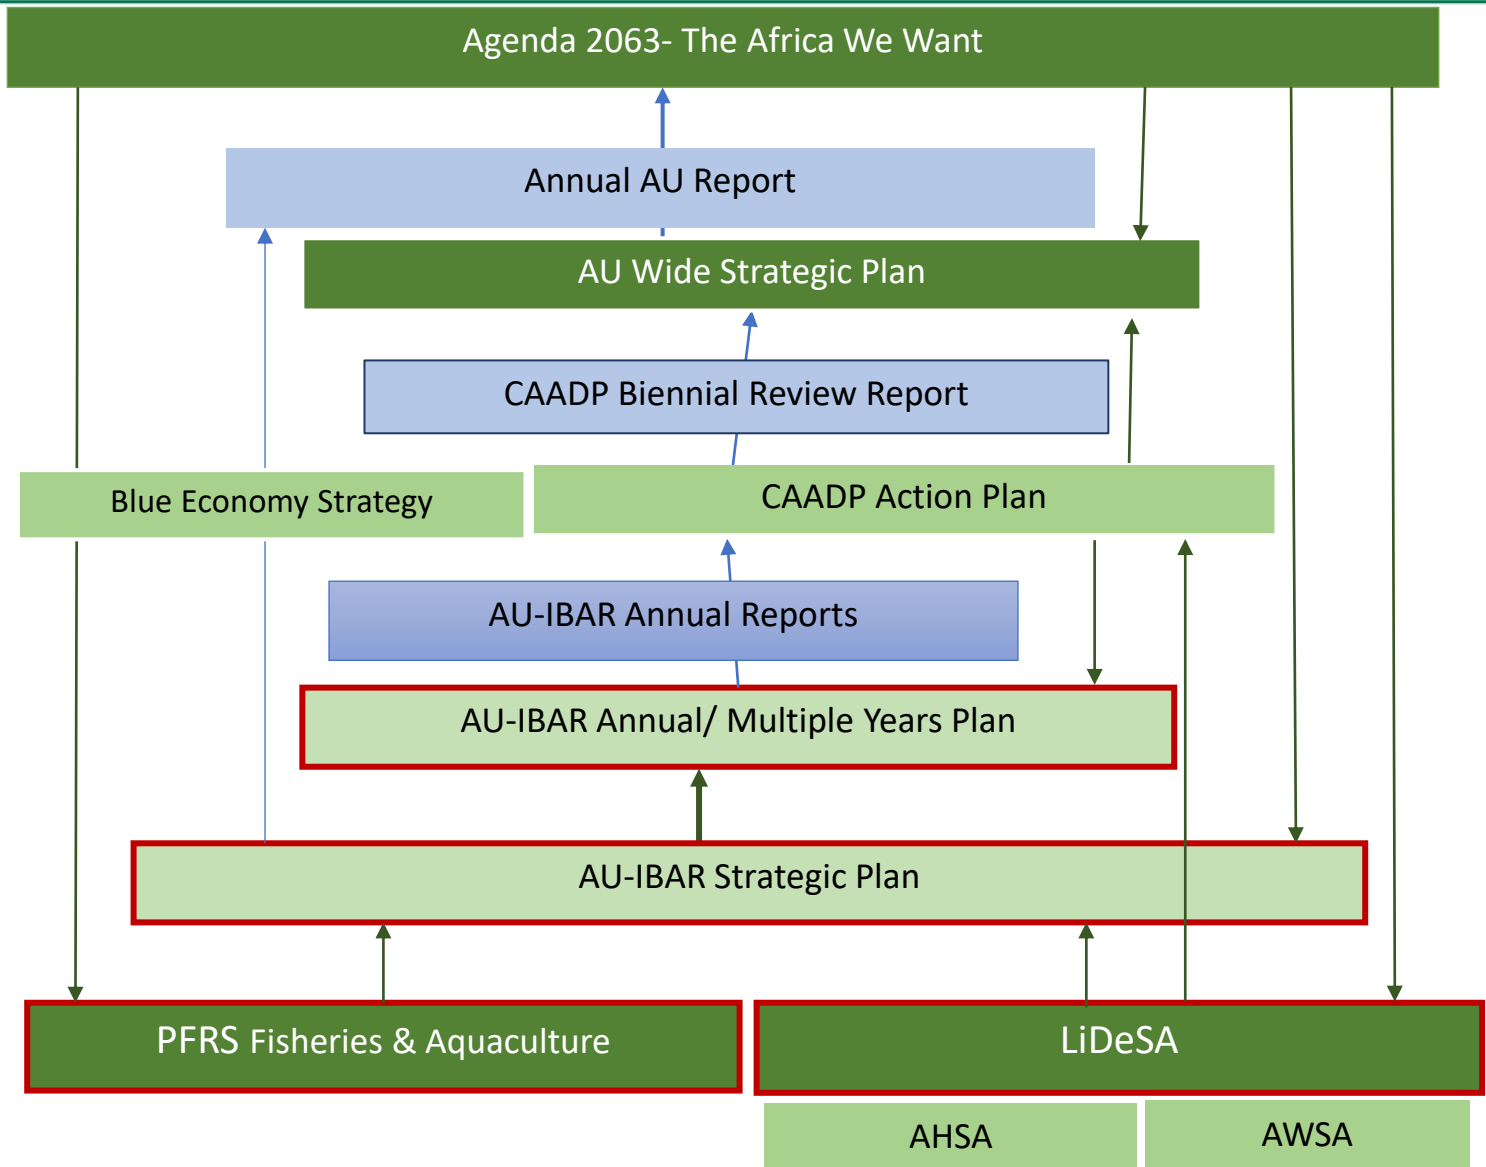 Agenda 2063- The Africa We Want
Annual AU Report
AU Wide Strategic Plan
CAADP Biennial Review Report
Blue Economy Strategy
CAADP Action Plan
AU-IBAR Annual Reports
AU-IBAR Annual/ Multiple Years Plan
AU-IBAR Strategic Plan
PFRS Fisheries & Aquaculture
LiDeSA
AHSA
AWSA